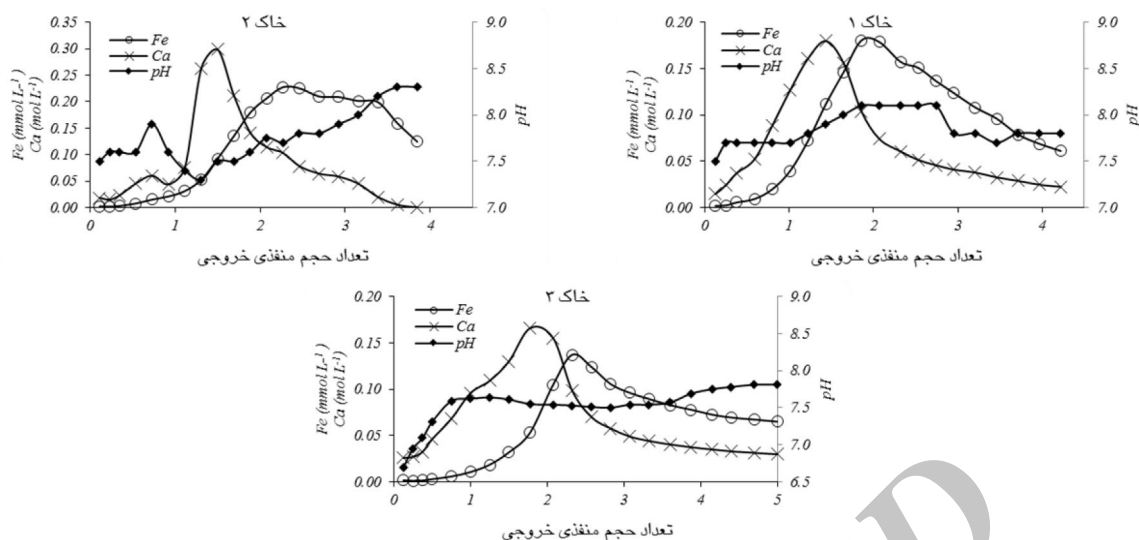 خاک ۲
Fe
Ca
pH
Fe (mmol L-¹)
Ca (mol L-¹)
0.35
0.30
0.25
0.20
0.15
0.10
0.05
0.00
9.0
8.5
8.0
7.5
7.0
pH
0 1 2 3 4
تعداد حجم منفذی خروجی
خاک ۱
Fe
Ca
pH
Fe (mmol L-¹)
Ca (mol L-¹)
0.20
0.15
0.10
0.05
0.00
9.0
8.5
8.0
7.5
7.0
pH
0 1 2 3 4
تعداد حجم منفذی خروجی
خاک ۳
Fe
Ca
pH
Fe (mmol L-¹)
Ca (mol L-¹)
0.20
0.15
0.10
0.05
0.00
9.0
8.5
8.0
7.5
7.0
6.5
pH
0 1 2 3 4 5
تعداد حجم منفذی خروجی
D